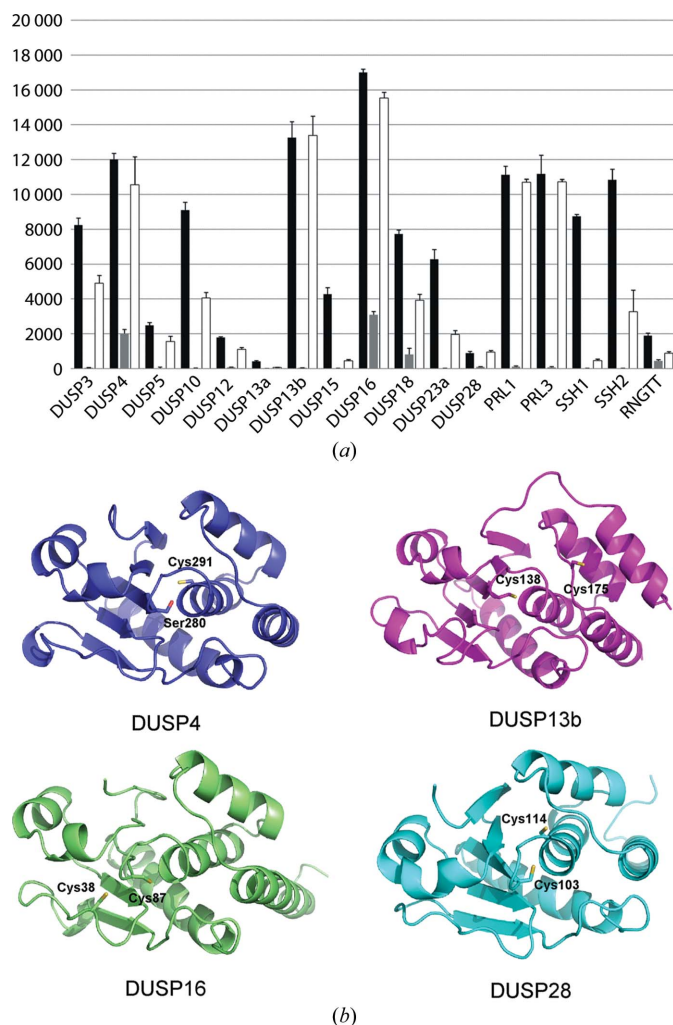 20 000
18 000
16 000
14 000
12 000
10 000
8000
6000
4000
2000
0
DUSP3 DUSP4 DUSP5 DUSP10 DUSP12 DUSP13a DUSP13b DUSP15 DUSP16 DUSP18 DUSP23a DUSP28 PRL1 PRL3 SSH1 SSH2 RNGTT
(a)
Cys291
Ser280
DUSP4
Cys138
Cys175
DUSP13b
Cys38
Cys87
DUSP16
Cys114
Cys103
DUSP28
(b)